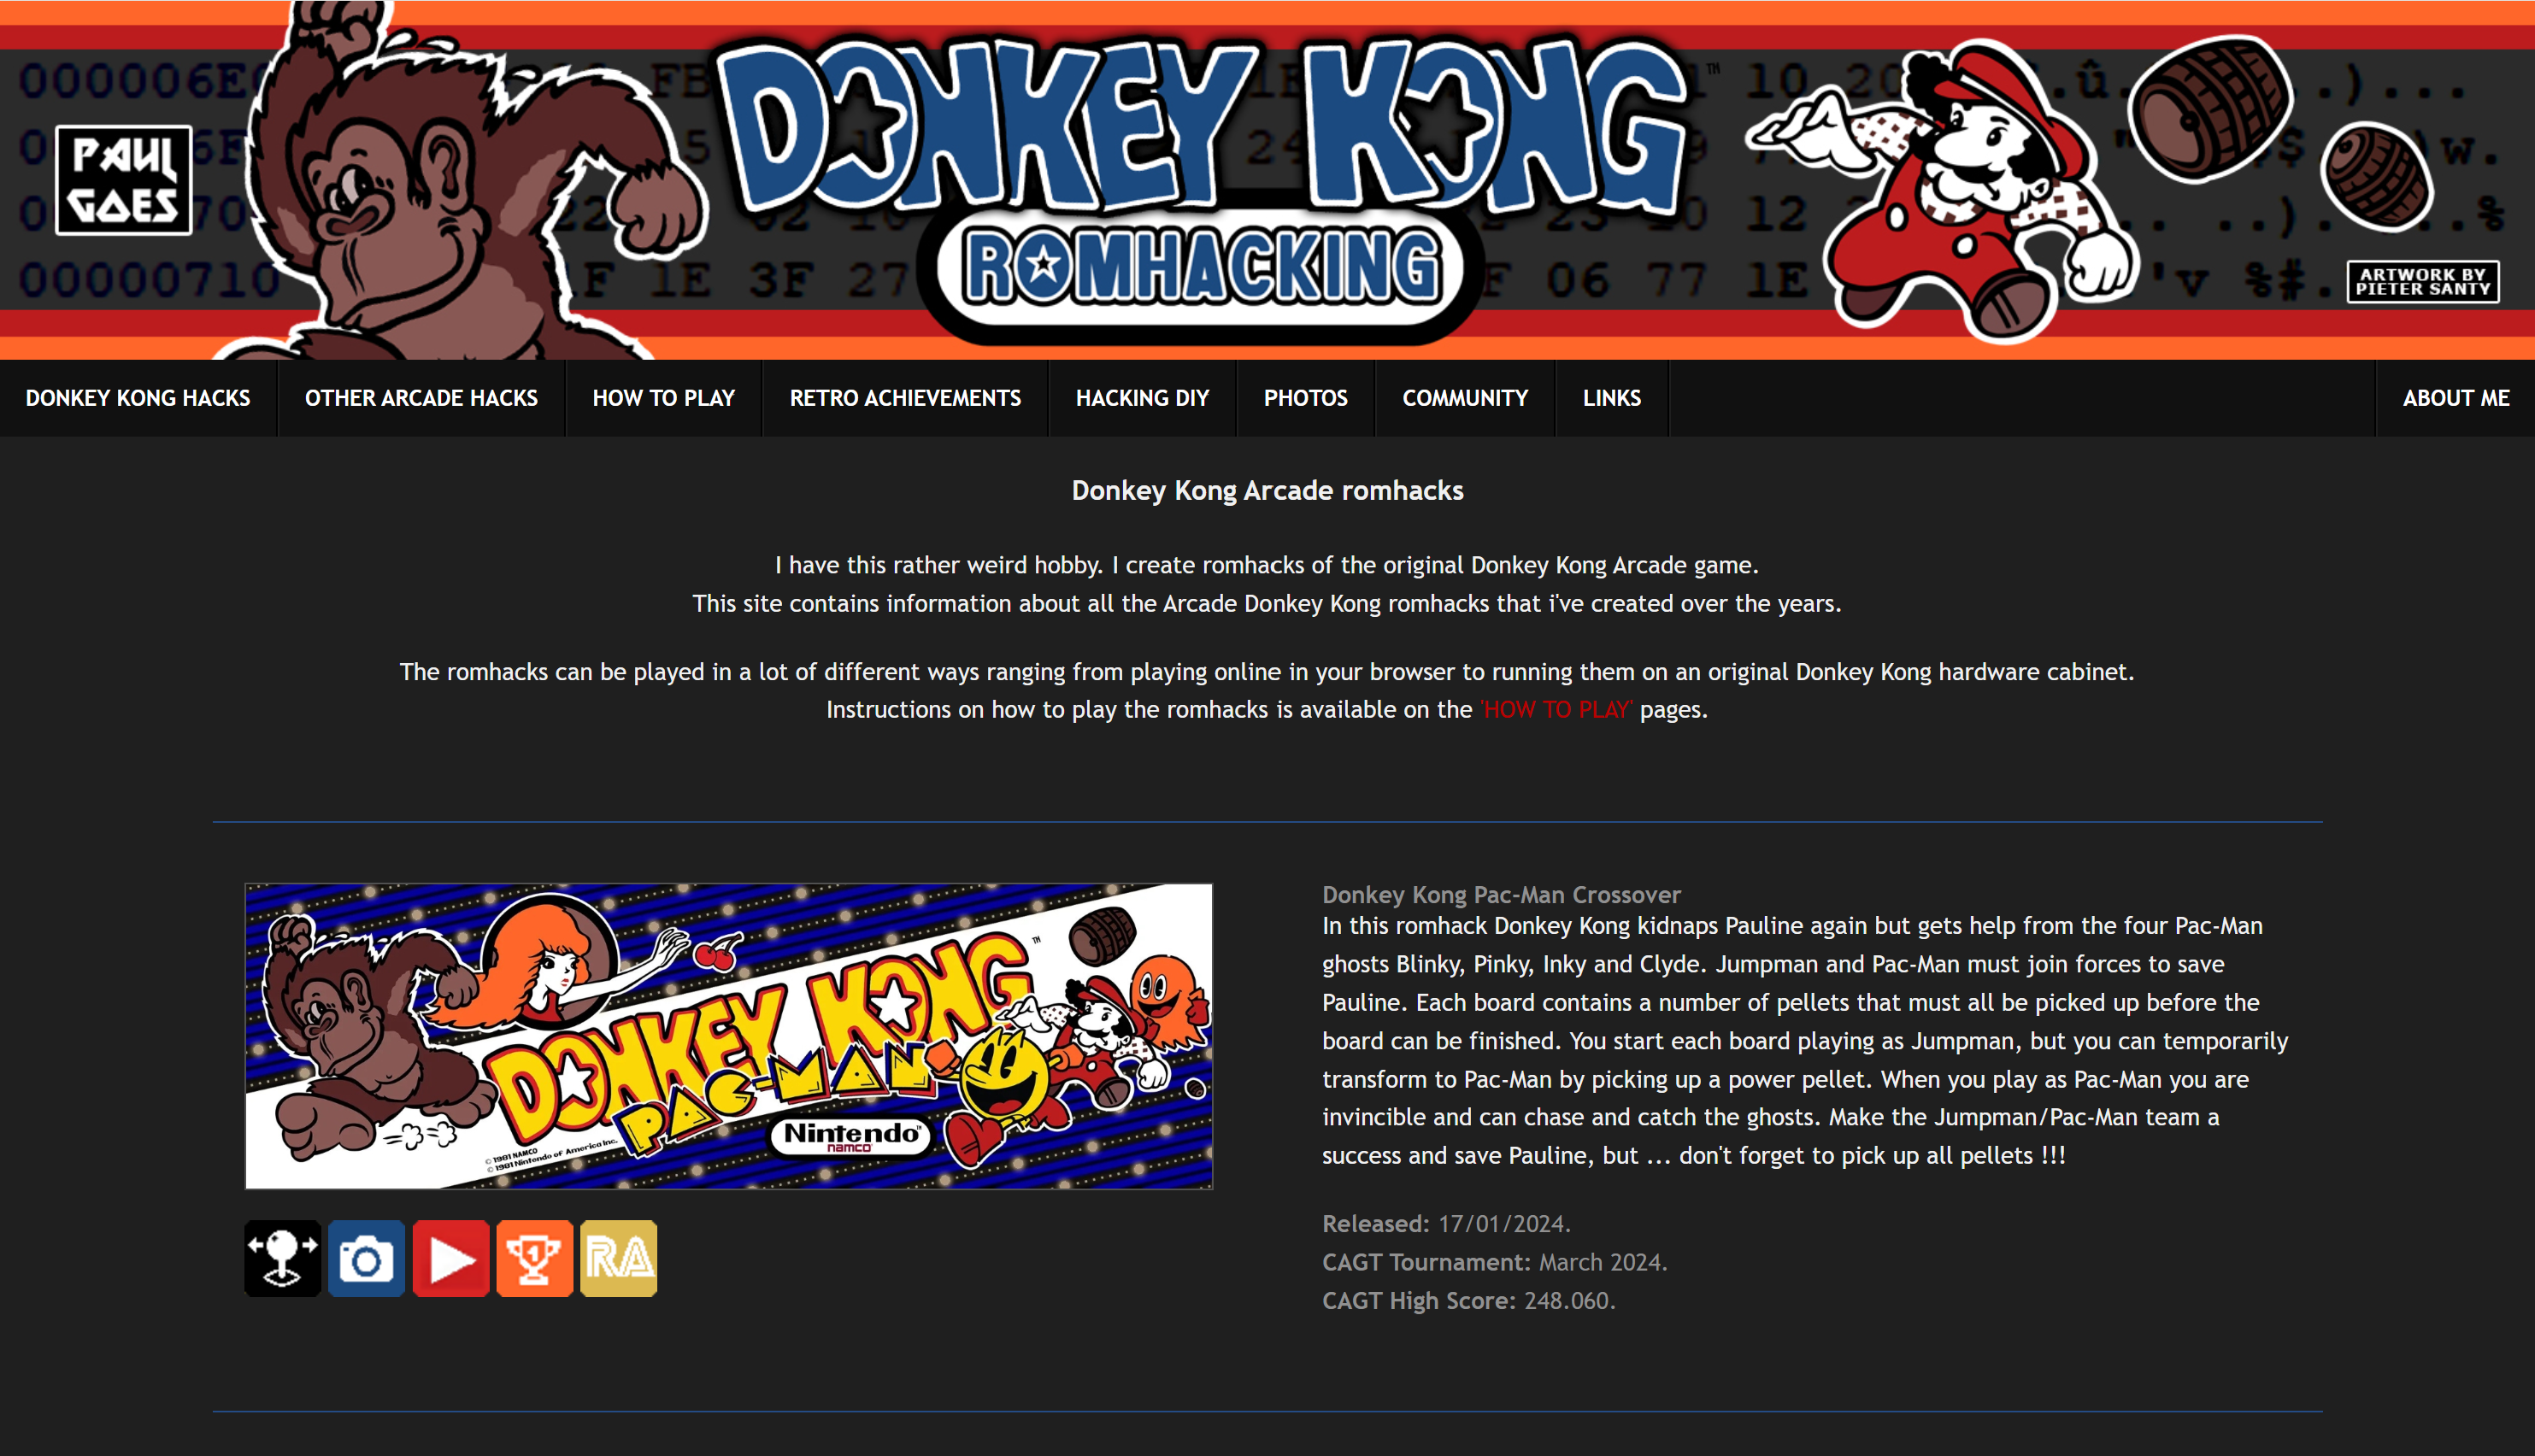 PAUL
GOES
DONKEY KONG
TM
ROMHACKING
ARTWORK BY
PIETER SANTY
00000710
DONKEY KONG HACKS
OTHER ARCADE HACKS
HOW TO PLAY
RETRO ACHIEVEMENTS
HACKING DIY
PHOTOS
COMMUNITY
LINKS
ABOUT ME
Donkey Kong Arcade romhacks
I have this rather weird hobby. I create romhacks of the original Donkey Kong Arcade game.
This site contains information about all the Arcade Donkey Kong romhacks that i've created over the years.
The romhacks can be played in a lot of different ways ranging from playing online in your browser to running them on an original Donkey Kong hardware cabinet.
Instructions on how to play the romhacks is available on the 'HOW TO PLAY' pages.
DONKEY KONG
TM
PAC-MAN
Nintendo
namco
© 1981 NAMCO
© 1981 Nintendo of America Inc.
1
RA
Donkey Kong Pac-Man Crossover
In this romhack Donkey Kong kidnaps Pauline again but gets help from the four Pac-Man
ghosts Blinky, Pinky, Inky and Clyde. Jumpman and Pac-Man must join forces to save
Pauline. Each board contains a number of pellets that must all be picked up before the
board can be finished. You start each board playing as Jumpman, but you can temporarily
transform to Pac-Man by picking up a power pellet. When you play as Pac-Man you are
invincible and can chase and catch the ghosts. Make the Jumpman/Pac-Man team a
success and save Pauline, but ... don't forget to pick up all pellets !!!
Released: 17/01/2024.
CAGT Tournament: March 2024.
CAGT High Score: 248.060.